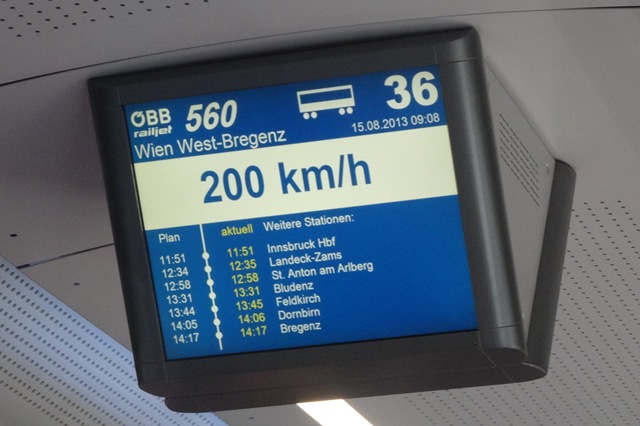 ÖBB railjet 560 36
15.08.2013 09:08
Wien West-Bregenz
200 km/h
Plan aktuell Weitere Stationen:
11:51 11:51 Innsbruck Hbf
12:34 12:35 Landeck-Zams
12:58 12:58 St. Anton am Arlberg
13:31 13:31 Bludenz
13:44 13:45 Feldkirch
14:05 14:06 Dornbirn
14:17 14:17 Bregenz